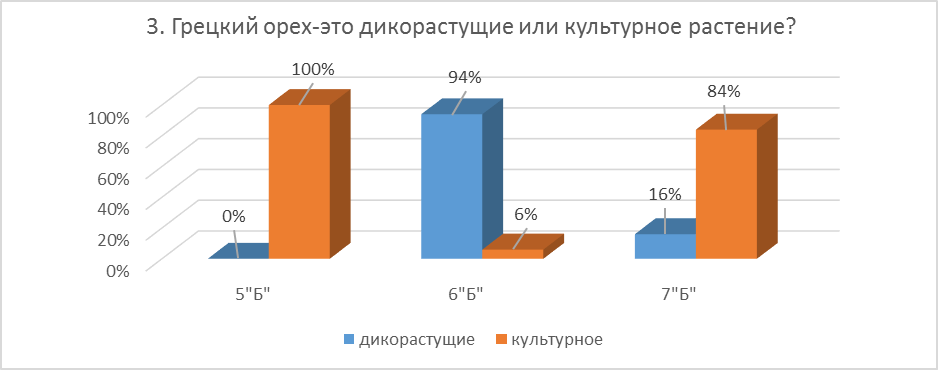 3. Грецкий орех-это дикорастущие или культурное растение?
100%
94%
84%
100%
80%
60%
40%
20%
0%
0%
6%
16%
5"Б"
6"Б"
7"Б"
дикорастущие
культурное